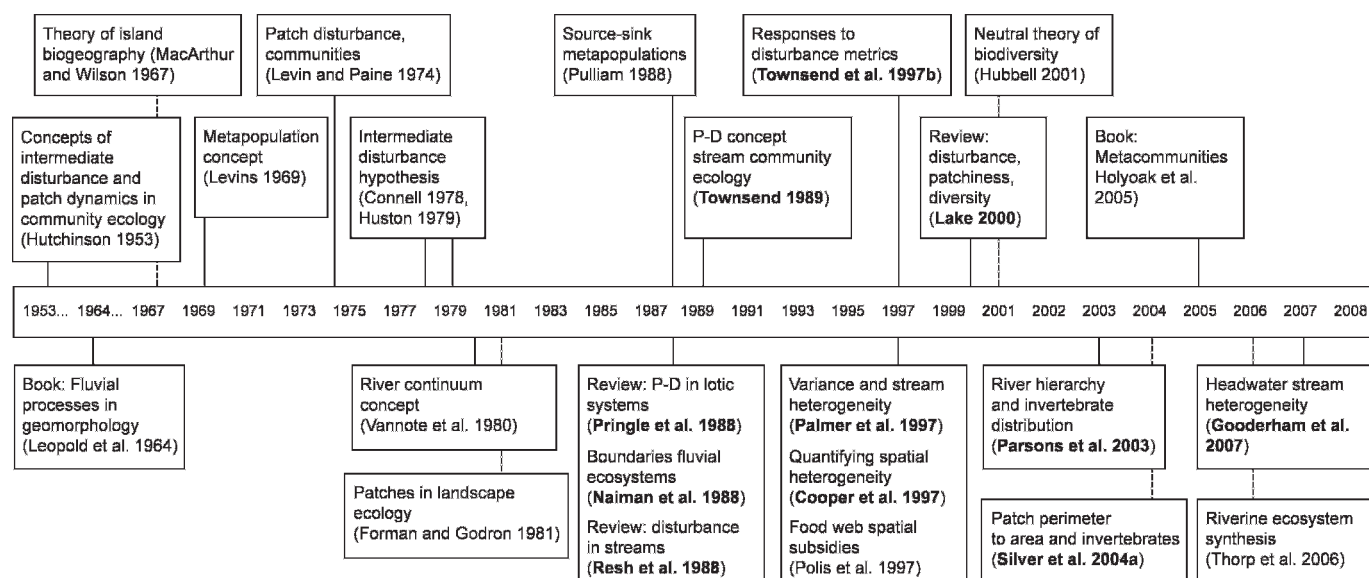 Theory of island
biogeography (MacArthur
and Wilson 1967)
Patch disturbance,
communities
(Levin and Paine 1974)
Source-sink
metapopulations
(Pulliam 1988)
Responses to
disturbance metrics
(Townsend et al. 1997b)
Neutral theory of
biodiversity
(Hubbell 2001)
Concepts of
intermediate
disturbance and
patch dynamics in
community ecology
(Hutchinson 1953)
Metapopulation
concept
(Levins 1969)
Intermediate
disturbance
hypothesis
(Connell 1978,
Huston 1979)
P-D concept
stream community
ecology
(Townsend 1989)
Review:
disturbance,
patchiness,
diversity
(Lake 2000)
Book:
Metacommunities
Holyoak et al.
2005)
1953... 1964... 1967 1969 1971 1973 1975 1977 1979 1981 1983 1985 1987 1989 1991 1993 1995 1997 1999 2001 2002 2003 2004 2005 2006 2007 2008
Book: Fluvial
processes in
geomorphology
(Leopold et al. 1964)
River continuum
concept
(Vannote et al. 1980)
Patches in landscape
ecology
(Forman and Godron 1981)
Review: P-D in lotic
systems
(Pringle et al. 1988)
Boundaries fluvial
ecosystems
(Naiman et al. 1988)
Review: disturbance
in streams
(Resh et al. 1988)
Variance and stream
heterogeneity
(Palmer et al. 1997)
Quantifying spatial
heterogeneity
(Cooper et al. 1997)
Food web spatial
subsidies
(Polis et al. 1997)
River hierarchy
and invertebrate
distribution
(Parsons et al. 2003)
Patch perimeter
to area and invertebrates
(Silver et al. 2004a)
Headwater stream
heterogeneity
(Gooderham et al.
2007)
Riverine ecosystem
synthesis
(Thorp et al. 2006)